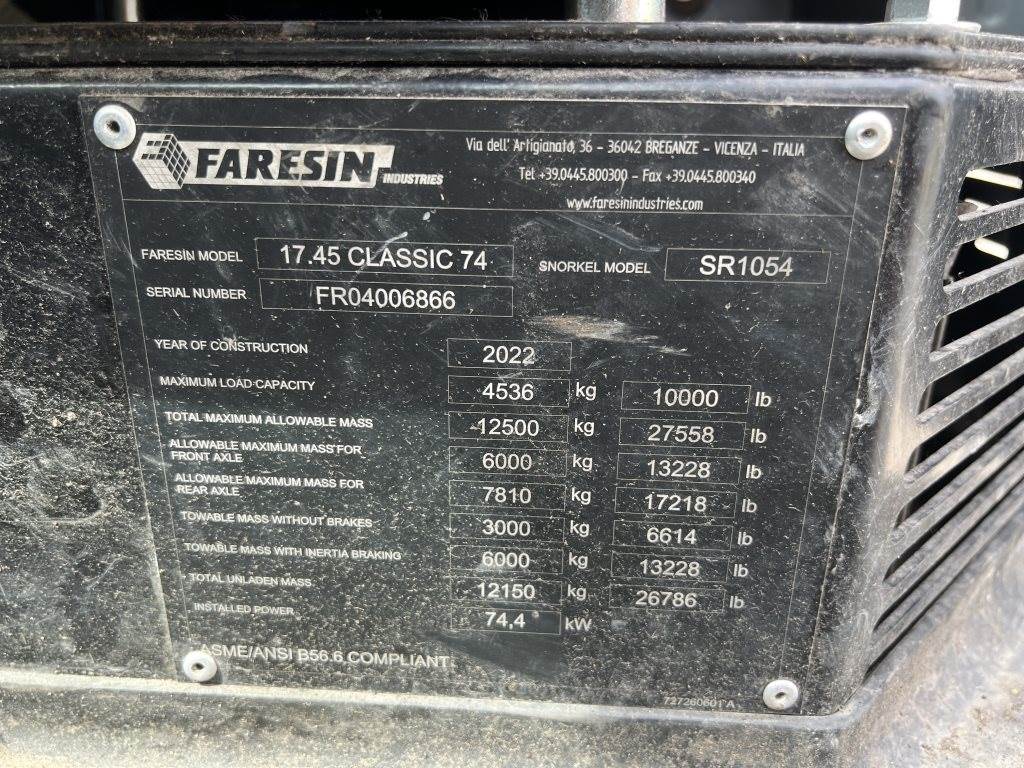 FARESIN INDUSTRIES
Via dell' Artigianato, 36 - 36042 BREGANZE - VICENZA - ITALIA
Tel +39.0445.800300 - Fax +39.0445.800340
www.faresinindustries.com
FARESIN MODEL 17.45 CLASSIC 74 SNORKEL MODEL SR1054
SERIAL NUMBER FR04006866
YEAR OF CONSTRUCTION 2022
MAXIMUM LOAD CAPACITY 4536 kg 10000 lb
TOTAL MAXIMUM ALLOWABLE MASS 12500 kg 27558 lb
ALLOWABLE MAXIMUM MASS FOR
FRONT AXLE 6000 kg 13228 lb
ALLOWABLE MAXIMUM MASS FOR
REAR AXLE 7810 kg 17218 lb
TOWABLE MASS WITHOUT BRAKES 3000 kg 6614 lb
TOWABLE MASS WITH INERTIA BRAKING 6000 kg 13228 lb
TOTAL UNLADEN MASS 12150 kg 26786 lb
INSTALLED POWER 74,4 kW
ASME/ANSI B56.6 COMPLIANT
727260601 A